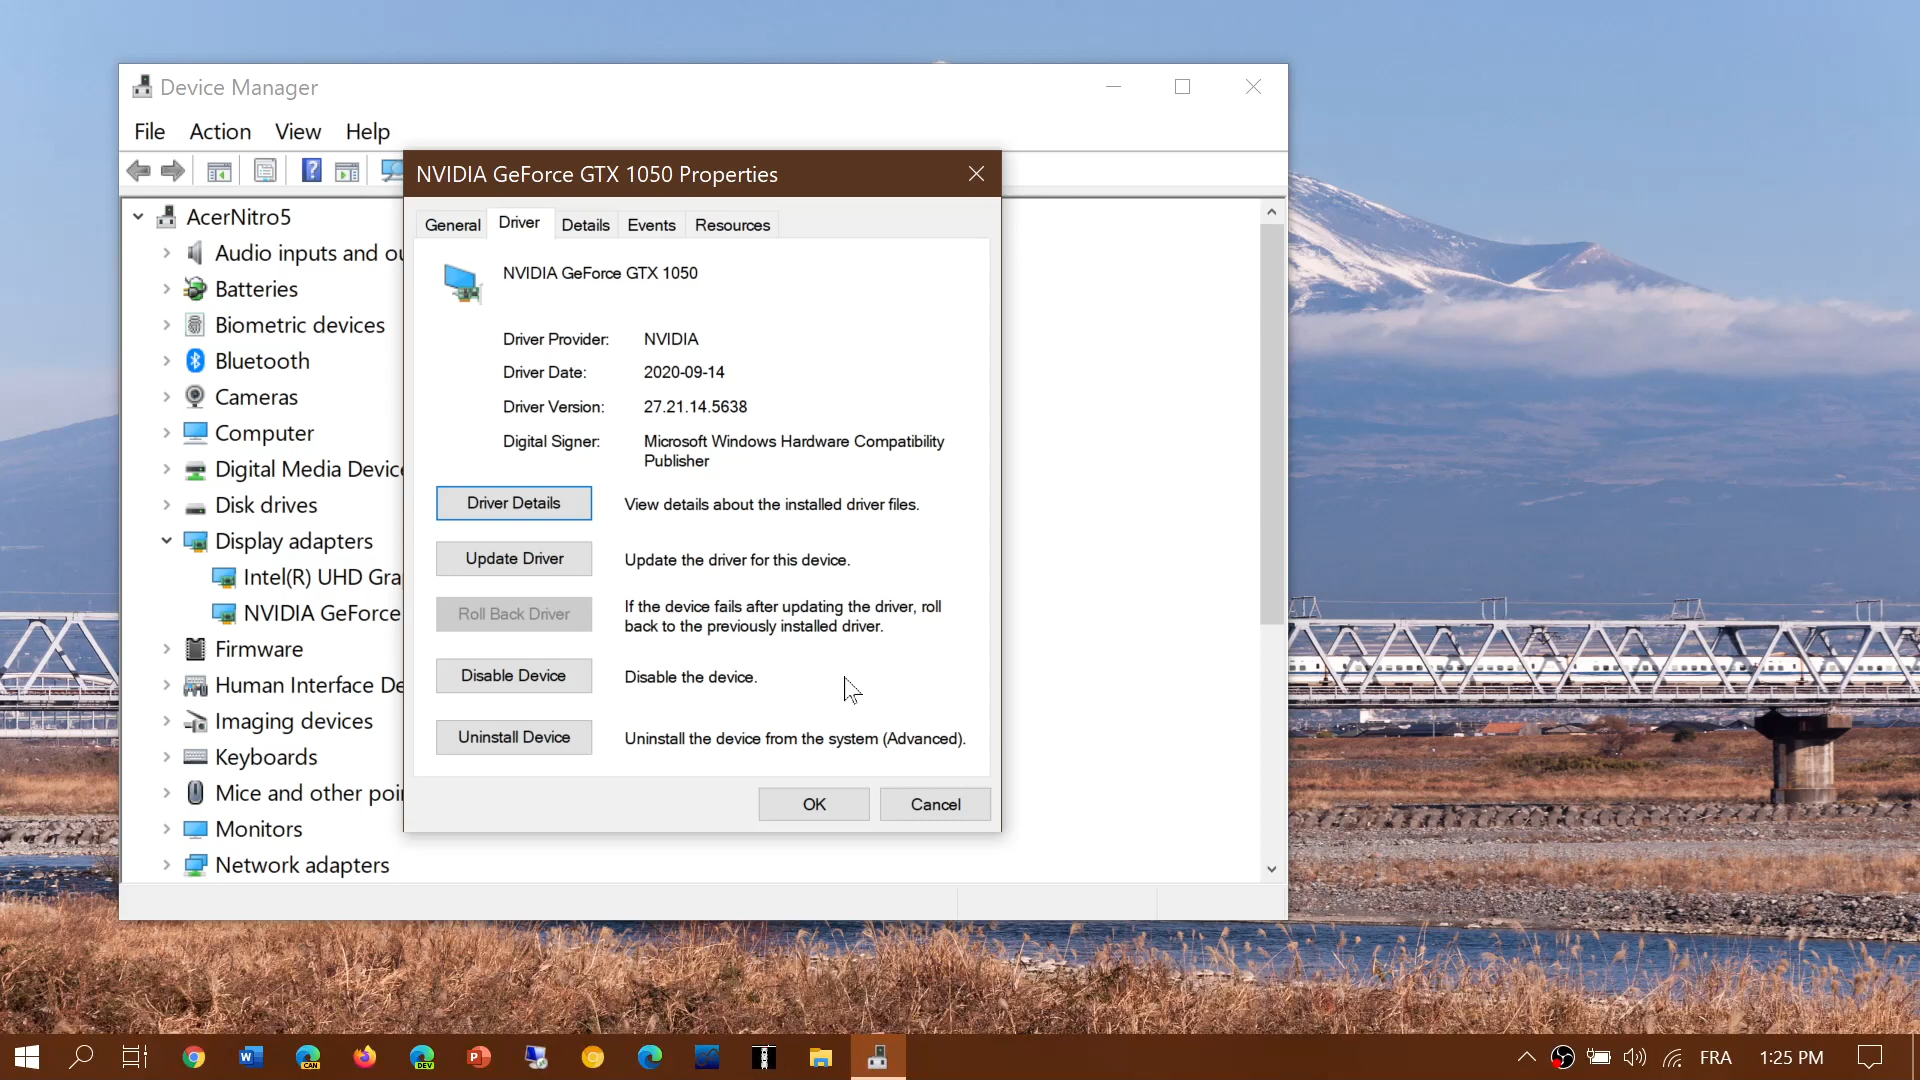 Device Manager
File Action View Help
NVIDIA GeForce GTX 1050 Properties
General Driver Details Events Resources
NVIDIA GeForce GTX 1050
Driver Provider: NVIDIA
Driver Date: 2020-09-14
Driver Version: 27.21.14.5638
Digital Signer: Microsoft Windows Hardware Compatibility
Publisher
Driver Details View details about the installed driver files.
Update Driver Update the driver for this device.
Roll Back Driver If the device fails after updating the driver, roll
back to the previously installed driver.
Disable Device Disable the device.
Uninstall Device Uninstall the device from the system (Advanced).
OK Cancel
AcerNitro5
Audio inputs and ou
Batteries
Biometric devices
Bluetooth
Cameras
Computer
Digital Media Device
Disk drives
Display adapters
Intel(R) UHD Gra
NVIDIA GeForce
Firmware
Human Interface De
Imaging devices
Keyboards
Mice and other poi
Monitors
Network adapters
CAN DEV FRA 1:25 PM